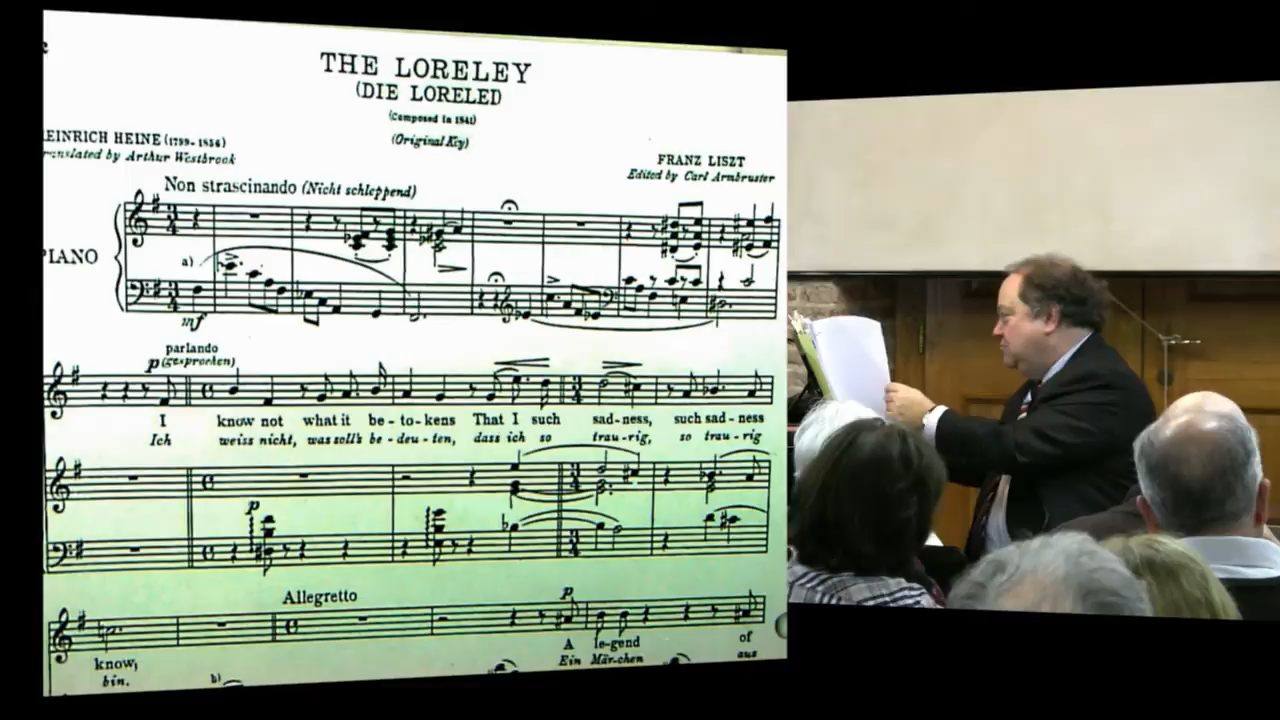 THE LORELEY
(DIE LORELEI)
(Composed in 1841)
(Original Key)
EINRICH HEINE (1799-1856)
ranslated by Arthur Westbrook
FRANZ LISZT
Edited by Carl Armbruster
Non strascinando (Nicht schleppend)
PIANO
a)
mf
parlando
p (gesprochen)
I know not what it be-to-kens That I such sad-ness, such sad-ness
Ich weiss nicht, was soll's be-deu-ten, dass ich so trau-rig, so trau-rig
p
Allegretto
p
know, A le-gend of
bin. Ein Mär-chen aus
b)